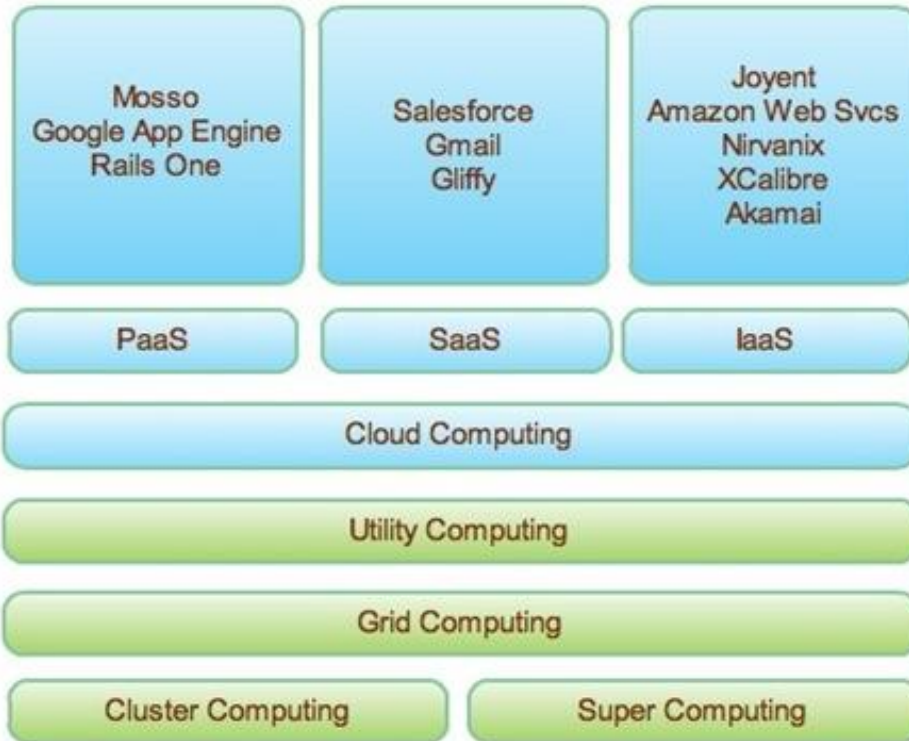 Mosso
Google App Engine
Rails One
Salesforce
Gmail
Gliffy
Joyent
Amazon Web Svcs
Nirvanix
XCalibre
Akamai
PaaS
SaaS
IaaS
Cloud Computing
Utility Computing
Grid Computing
Cluster Computing
Super Computing